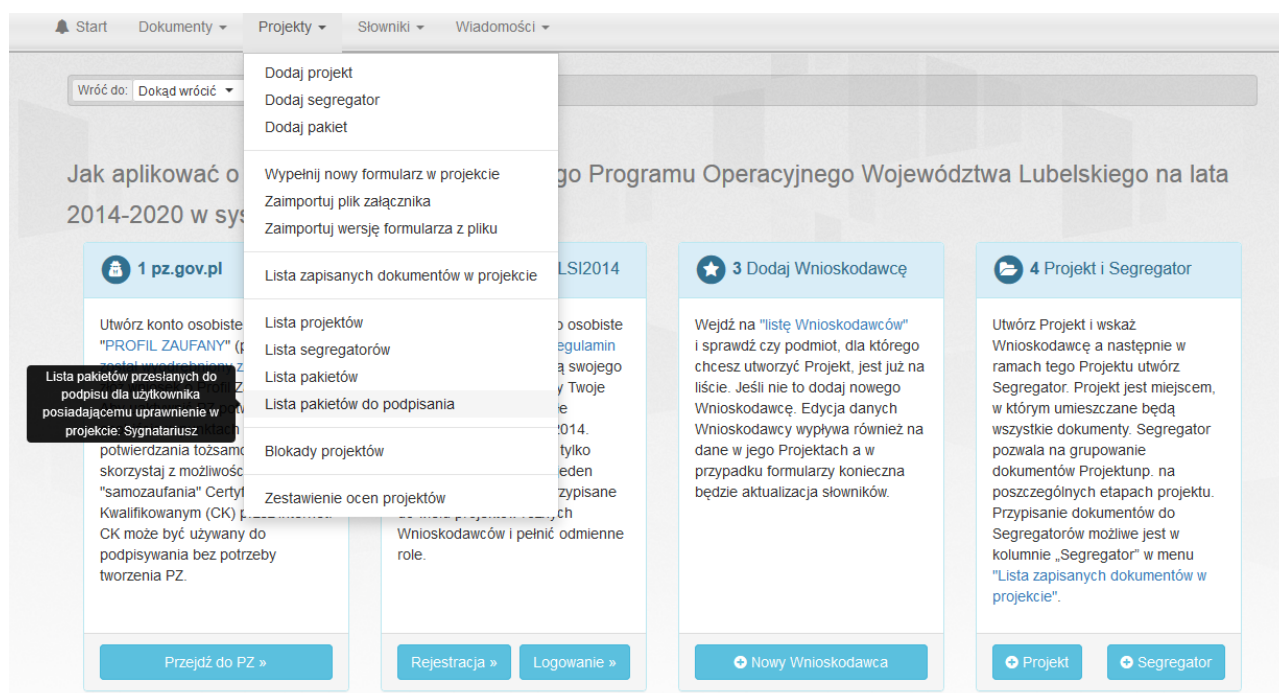 Start Dokumenty Projekty Słowniki Wiadomości
Wróć do: Dokąd wrócić
Dodaj projekt
Dodaj segregator
Dodaj pakiet
Wypełnij nowy formularz w projekcie
Zaimportuj plik załącznika
Zaimportuj wersję formularza z pliku
Lista zapisanych dokumentów w projekcie
Lista projektów
Lista segregatorów
Lista pakietów
Lista pakietów do podpisania
Blokady projektów
Zestawienie ocen projektów
Lista pakietów przesłanych do
podpisu dla użytkownika
posiadającemu uprawnienie w
projekcie: Sygnatariusz
Jak aplikować o go Programu Operacyjnego Województwa Lubelskiego na lata
2014-2020 w sys
1 pz.gov.pl
Utwórz konto osobiste
"PROFIL ZAUFANY" (p
potwierdzania tożsamo
skorzystaj z możliwośc
"samozaufania" Certyf
Kwalifikowanym (CK) przez internet.
CK może być używany do
podpisywania bez potrzeby
tworzenia PZ.
Przejdź do PZ »
LSI2014
o osobiste
egulamin
ą swojego
y Twoje
e
2014.
tylko
eden
zypisane
do wielu projektów różnych
Wnioskodawców i pełnić odmienne
role.
Rejestracja » Logowanie »
3 Dodaj Wnioskodawcę
Wejdź na "listę Wnioskodawców"
i sprawdź czy podmiot, dla którego
chcesz utworzyć Projekt, jest już na
liście. Jeśli nie to dodaj nowego
Wnioskodawcę. Edycja danych
Wnioskodawcy wypływa również na
dane w jego Projektach a w
przypadku formularzy konieczna
będzie aktualizacja słowników.
Nowy Wnioskodawca
4 Projekt i Segregator
Utwórz Projekt i wskaż
Wnioskodawcę a następnie w
ramach tego Projektu utwórz
Segregator. Projekt jest miejscem,
w którym umieszczane będą
wszystkie dokumenty. Segregator
pozwala na grupowanie
dokumentów Projektunp. na
poszczególnych etapach projektu.
Przypisanie dokumentów do
Segregatorów możliwe jest w
kolumnie „Segregator” w menu
"Lista zapisanych dokumentów w
projekcie".
Projekt Segregator